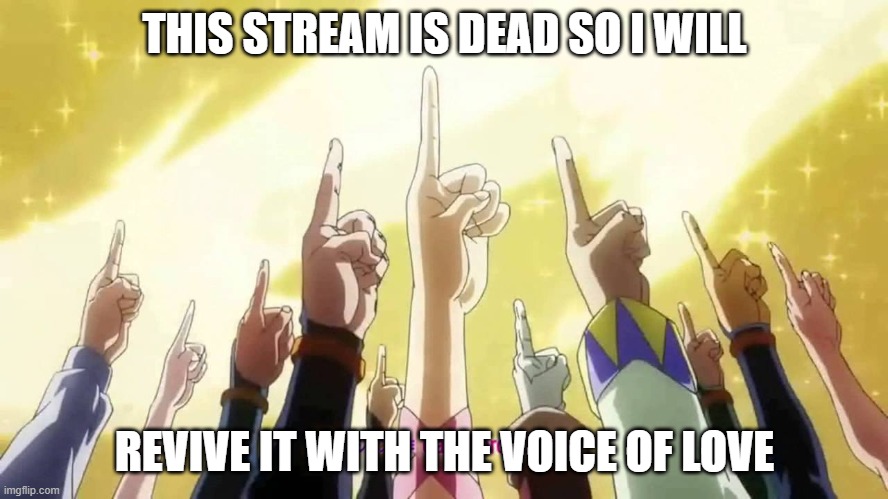 THIS STREAM IS DEAD SO I WILL
REVIVE IT WITH THE VOICE OF LOVE
imgflip.com